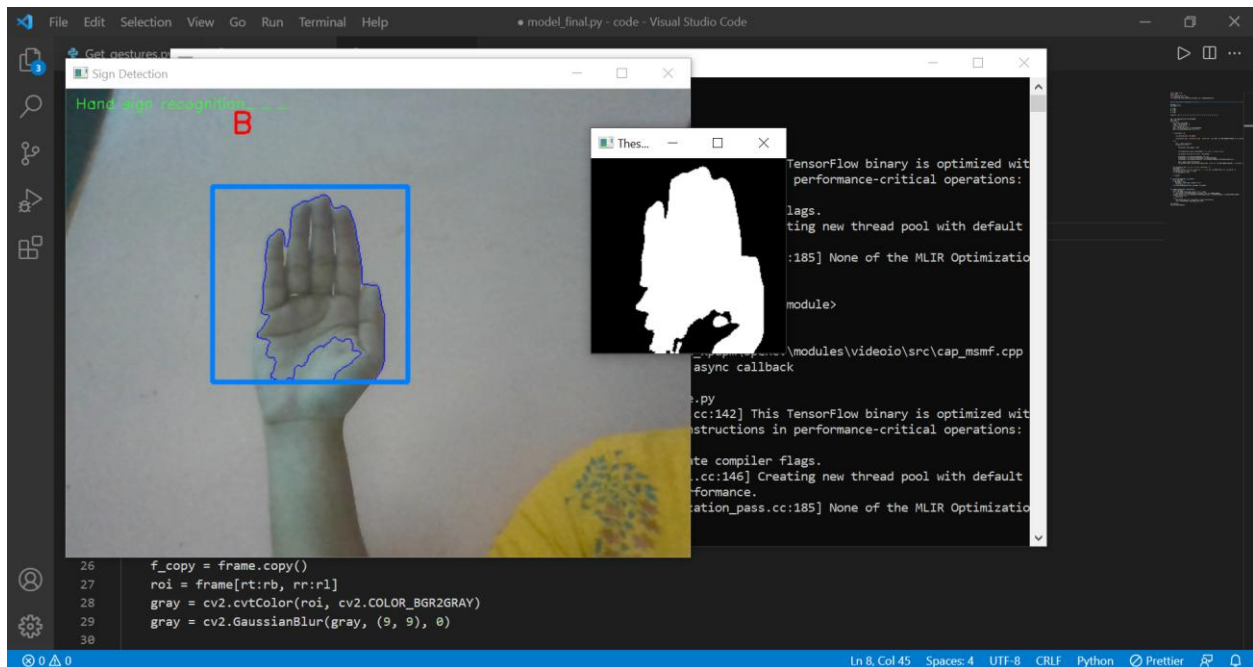 File Edit Selection View Go Run Terminal Help
● model_final.py - code - Visual Studio Code
3
Get_gestures.p
Sign Detection
Hand sign recognition_ _ _
B
Thes...
TensorFlow binary is optimized wit
performance-critical operations:
lags.
ting new thread pool with default
:185] None of the MLIR Optimizatio
module>
\modules\videoio\src\cap_msmf.cpp
async callback
.py
cc:142] This TensorFlow binary is optimized wit
structions in performance-critical operations:
te compiler flags.
.cc:146] Creating new thread pool with default
formance.
ation_pass.cc:185] None of the MLIR Optimizatio
26 f_copy = frame.copy()
27 roi = frame[rt:rb, rr:rl]
28 gray = cv2.cvtColor(roi, cv2.COLOR_BGR2GRAY)
29 gray = cv2.GaussianBlur(gray, (9, 9), 0)
30
0 0 Ln 8, Col 45 Spaces: 4 UTF-8 CRLF Python Prettier